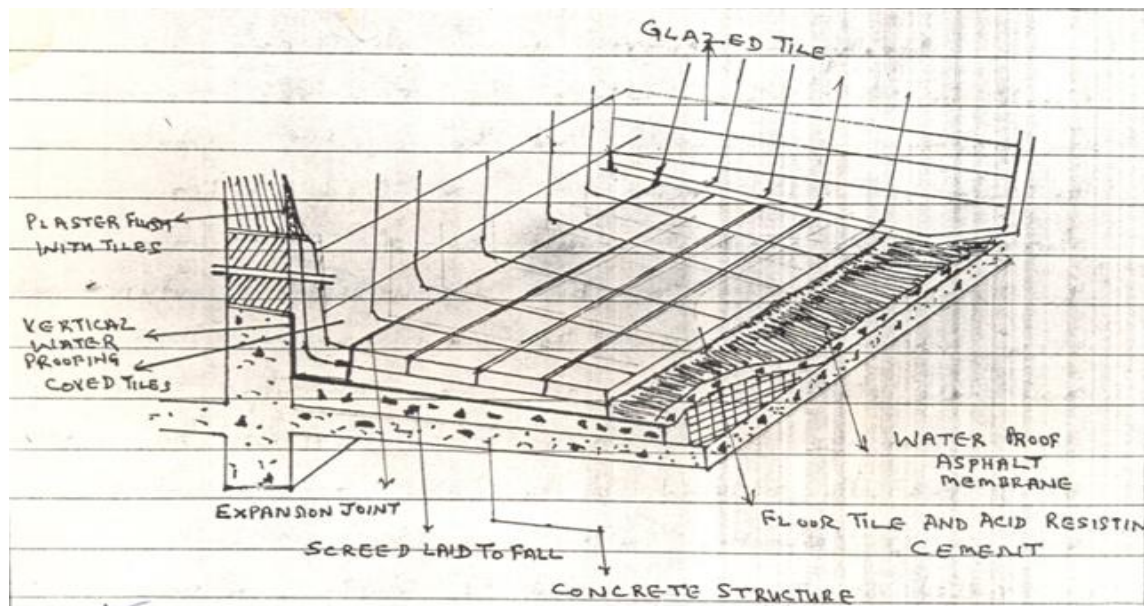 GLAZED TILE
PLASTER FLUSH
WITH TILES
VERTICAL
WATER
PROOFING
COVED TILES
WATER PROOF
ASPHALT
MEMBRANE
EXPANSION JOINT
FLOOR TILE AND ACID RESISTIN
CEMENT
SCREED LAID TO FALL
CONCRETE STRUCTURE